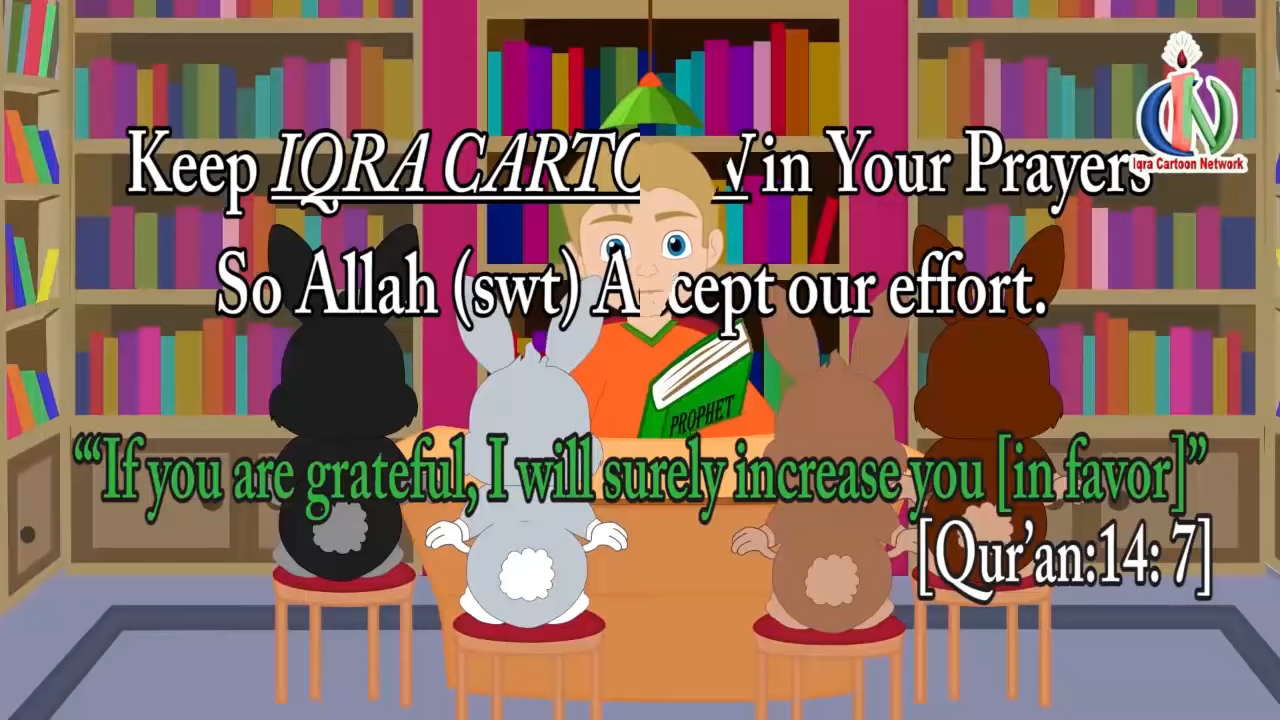 Keep IQRA CARTO in Your Prayers
So Allah (swt) A cept our effort.
PROPHET
"‘If you are grateful, I will surely increase you [in favor]”
[Qur’an:14: 7]
Iqra Cartoon Network